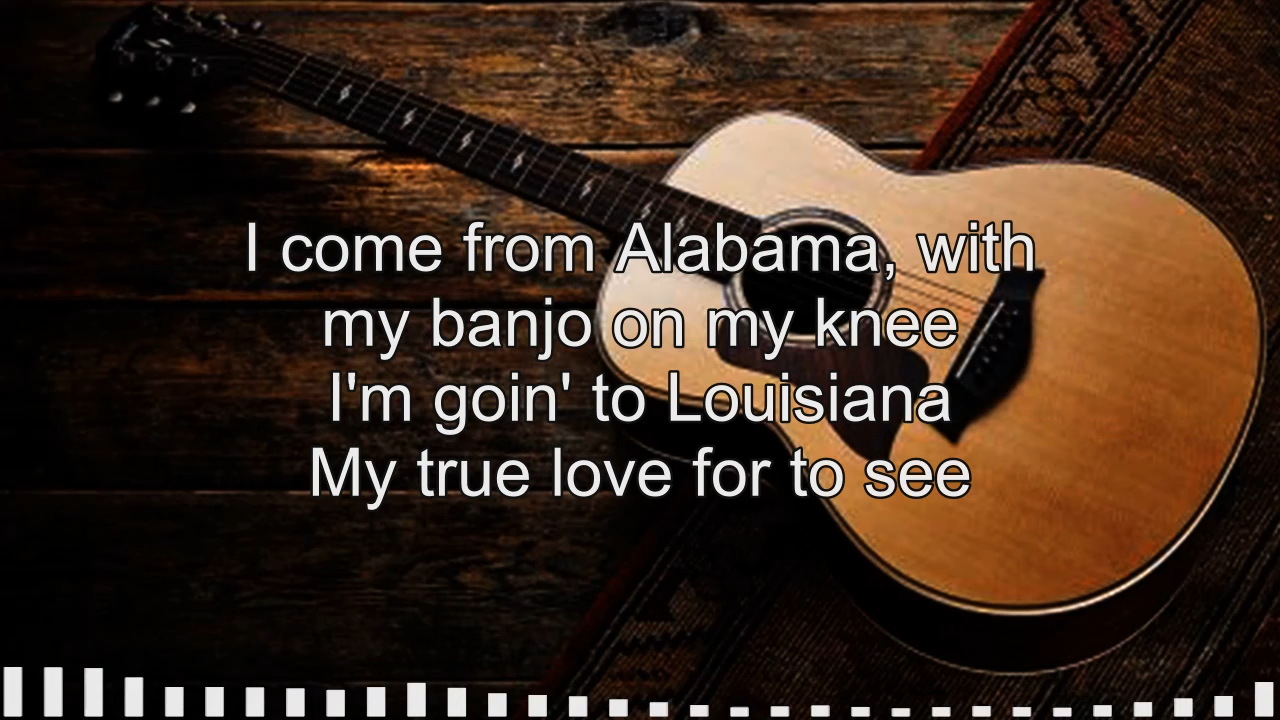 I come from Alabama, with
my banjo on my knee
I'm goin' to Louisiana
My true love for to see